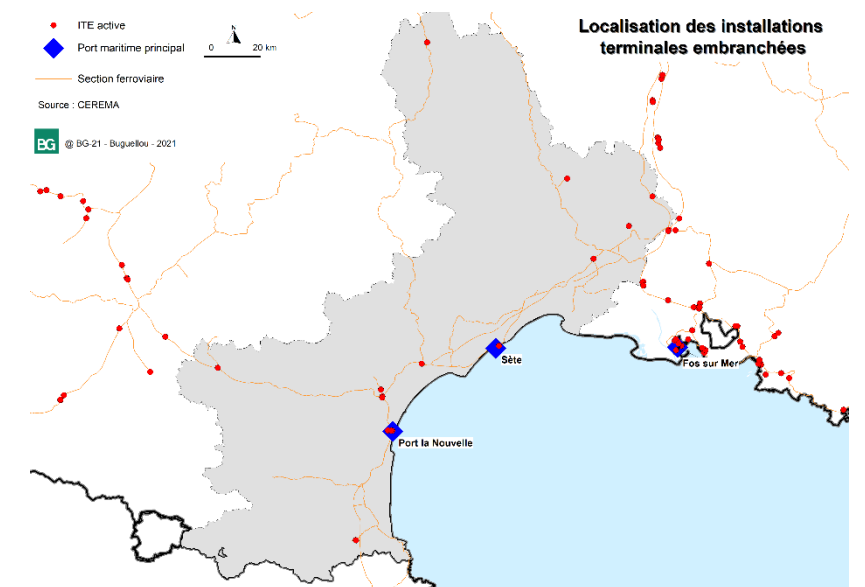 Localisation des installations
terminales embranchées
ITE active
Port maritime principal
0 20 km
Section ferroviaire
Source : CEREMA
BG @ BG-21 - Buguellou - 2021
Sète
Fos sur Mer
Port la Nouvelle